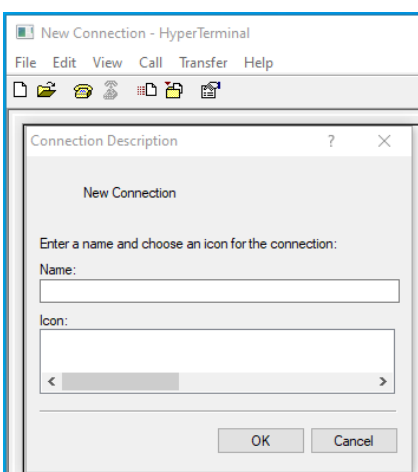 New Connection - HyperTerminal
File Edit View Call Transfer Help
Connection Description ?
New Connection
Enter a name and choose an icon for the connection:
Name:
Icon:
OK Cancel